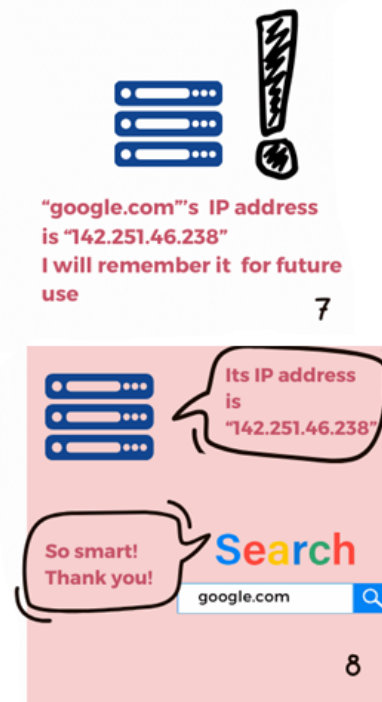 “google.com”'s IP address
is “142.251.46.238”
I will remember it for future
use
7
Its IP address
is
“142.251.46.238”
So smart!
Thank you!
Search
google.com
8